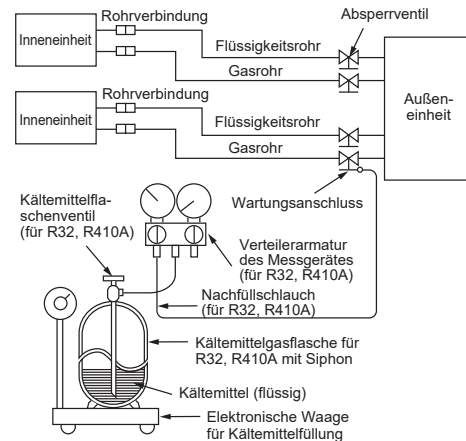 Rohrverbindung
Absperrventil
Inneneinheit
Flüssigkeitsrohr
Gasrohr
Rohrverbindung
Außen-
einheit
Inneneinheit
Flüssigkeitsrohr
Gasrohr
Wartungsanschluss
Kältemittelfla-
schenventil
(für R32, R410A)
Verteilerarmatur
des Messgerätes
(für R32, R410A)
Nachfüllschlauch
(für R32, R410A)
Kältemittelgasflasche für
R32, R410A mit Siphon
Kältemittel (flüssig)
Elektronische Waage
für Kältemittelfüllung